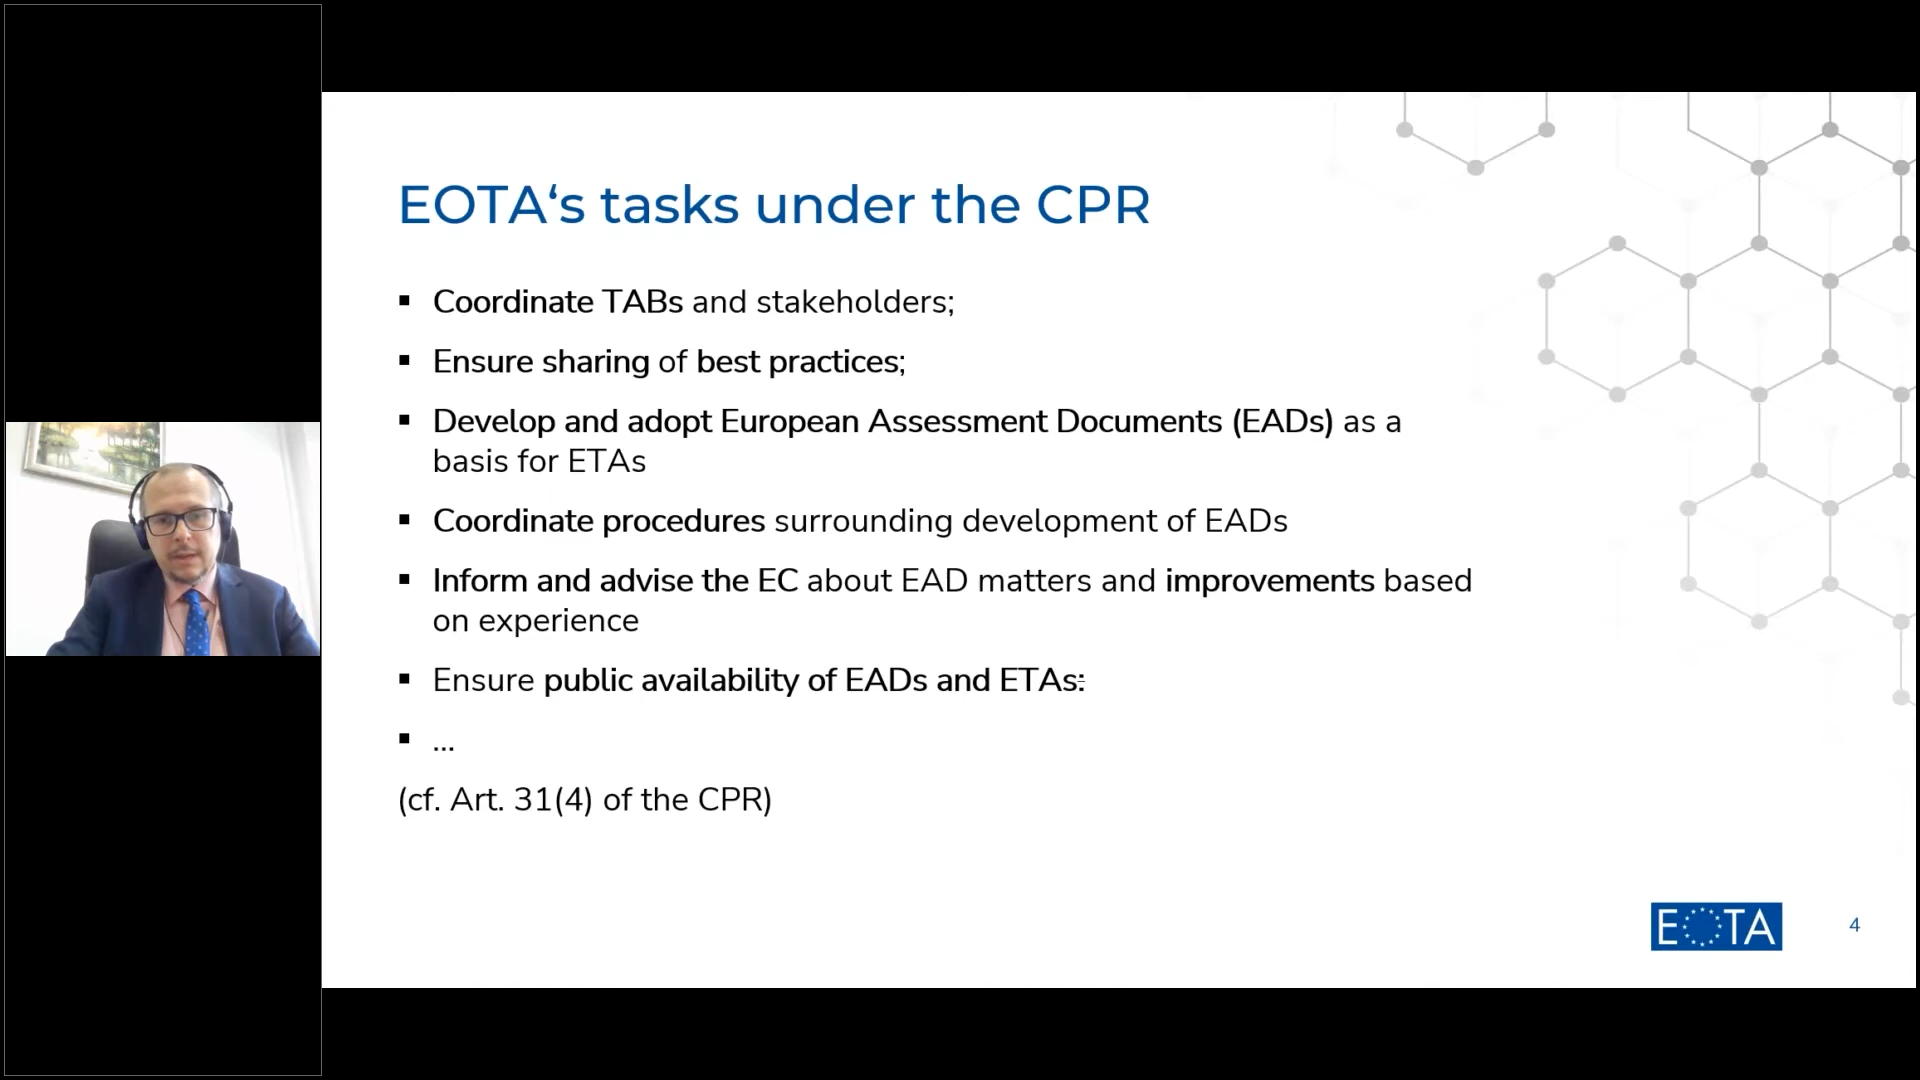 EOTA‘s tasks under the CPR
▪ Coordinate TABs and stakeholders;
▪ Ensure sharing of best practices;
▪ Develop and adopt European Assessment Documents (EADs) as a
basis for ETAs
▪ Coordinate procedures surrounding development of EADs
▪ Inform and advise the EC about EAD matters and improvements based
on experience
▪ Ensure public availability of EADs and ETAs:
▪ ...
(cf. Art. 31(4) of the CPR)
EOTA
4